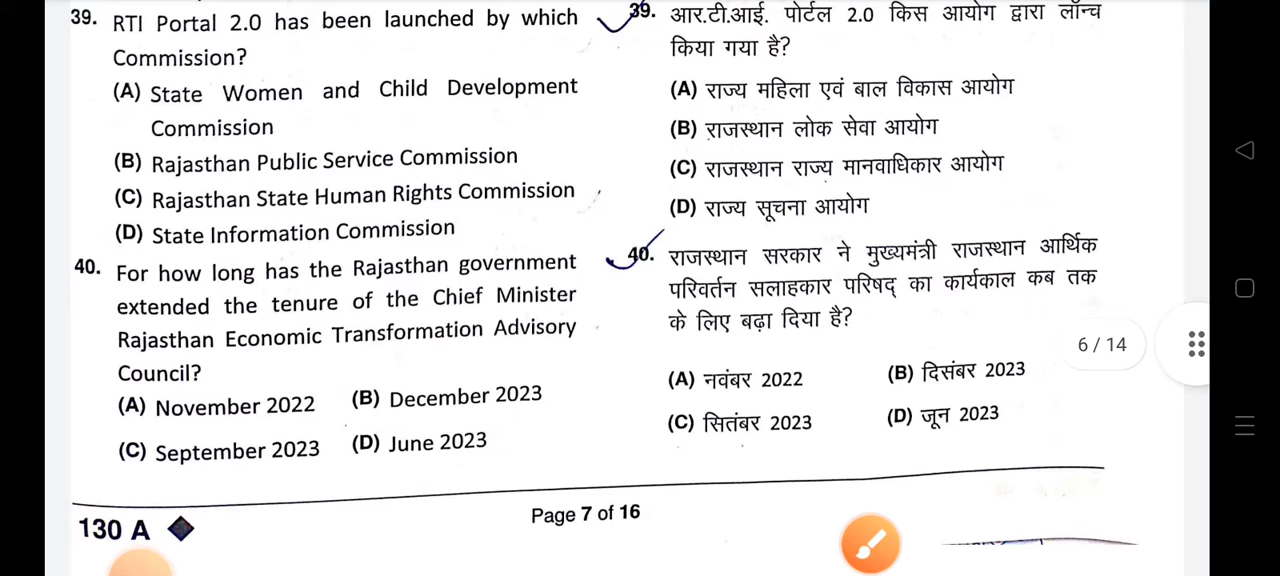 39. RTI Portal 2.0 has been launched by which
Commission?
(A) State Women and Child Development
Commission
(B) Rajasthan Public Service Commission
(C) Rajasthan State Human Rights Commission
(D) State Information Commission
40. For how long has the Rajasthan government
extended the tenure of the Chief Minister
Rajasthan Economic Transformation Advisory
Council?
(A) November 2022 (B) December 2023
(C) September 2023 (D) June 2023
39. आर.टी.आई. पोर्टल 2.0 किस आयोग द्वारा लॉन्च
किया गया है?
(A) राज्य महिला एवं बाल विकास आयोग
(B) राजस्थान लोक सेवा आयोग
(C) राजस्थान राज्य मानवाधिकार आयोग
(D) राज्य सूचना आयोग
40. राजस्थान सरकार ने मुख्यमंत्री राजस्थान आर्थिक
परिवर्तन सलाहकार परिषद् का कार्यकाल कब तक
के लिए बढ़ा दिया है?
(A) नवंबर 2022 (B) दिसंबर 2023
(C) सितंबर 2023 (D) जून 2023
6 / 14
130 A
Page 7 of 16